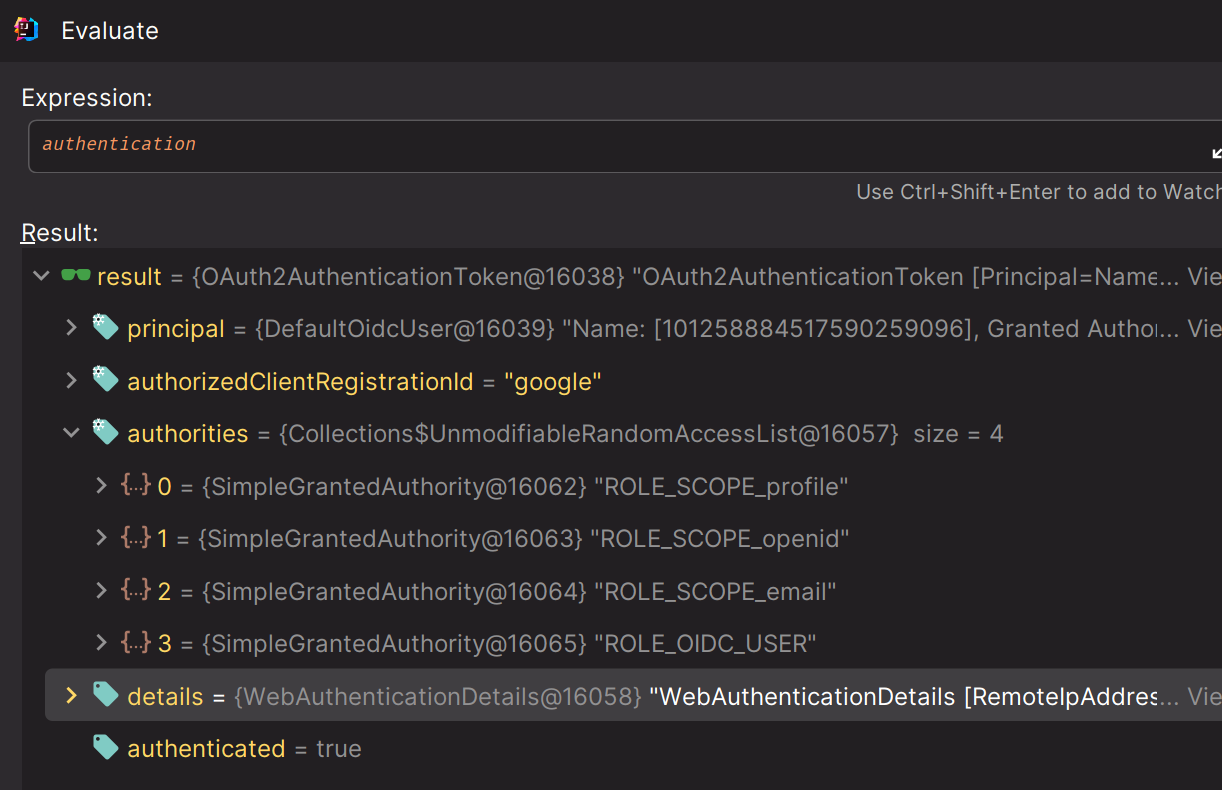 Evaluate
Expression:
authentication
Use Ctrl+Shift+Enter to add to Watch
Result:
result = {OAuth2AuthenticationToken@16038} "OAuth2AuthenticationToken [Principal=Name... Vie
principal = {DefaultOidcUser@16039} "Name: [101258884517590259096], Granted Author... Vie
authorizedClientRegistrationId = "google"
authorities = {Collections$UnmodifiableRandomAccessList@16057} size = 4
{...} 0 = {SimpleGrantedAuthority@16062} "ROLE_SCOPE_profile"
{...} 1 = {SimpleGrantedAuthority@16063} "ROLE_SCOPE_openid"
{...} 2 = {SimpleGrantedAuthority@16064} "ROLE_SCOPE_email"
{...} 3 = {SimpleGrantedAuthority@16065} "ROLE_OIDC_USER"
details = {WebAuthenticationDetails@16058} "WebAuthenticationDetails [RemoteIpAddres... Vie
authenticated = true